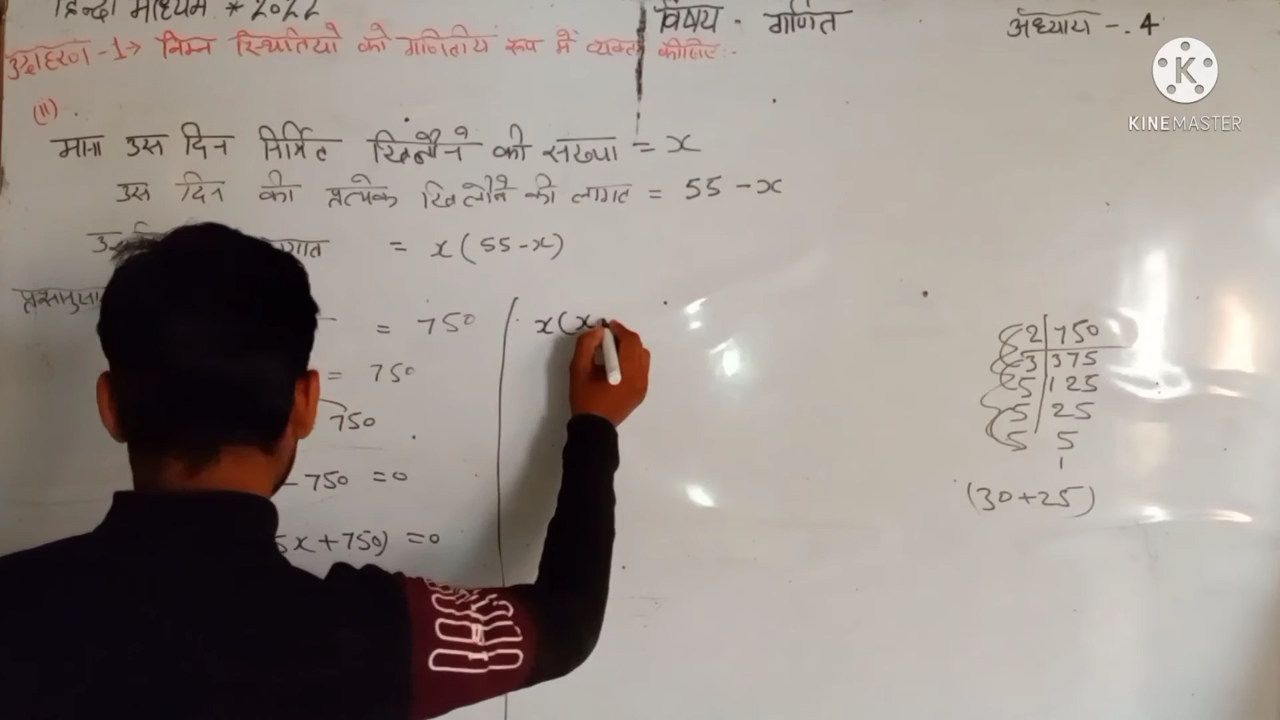 हिन्दी माध्यम * 2022
विषय - गणित
अध्याय - 4
उदाहरण -1→ निम्न स्थितियो को गणितीय रूप में व्यक्त कीजिए:-
(ii)
माना उस दिन निर्मित खिलौने की संख्या = x
उस दिन की प्रत्येक खिलौने की लागत = 55 - x
= x(55-x)
= 750
= 750
750
- 750 = 0
5x+750) = 0
x(x
2 | 750
3 | 375
5 | 125
5 | 25
5 | 5
1
(30+25)
K
KINEMASTER